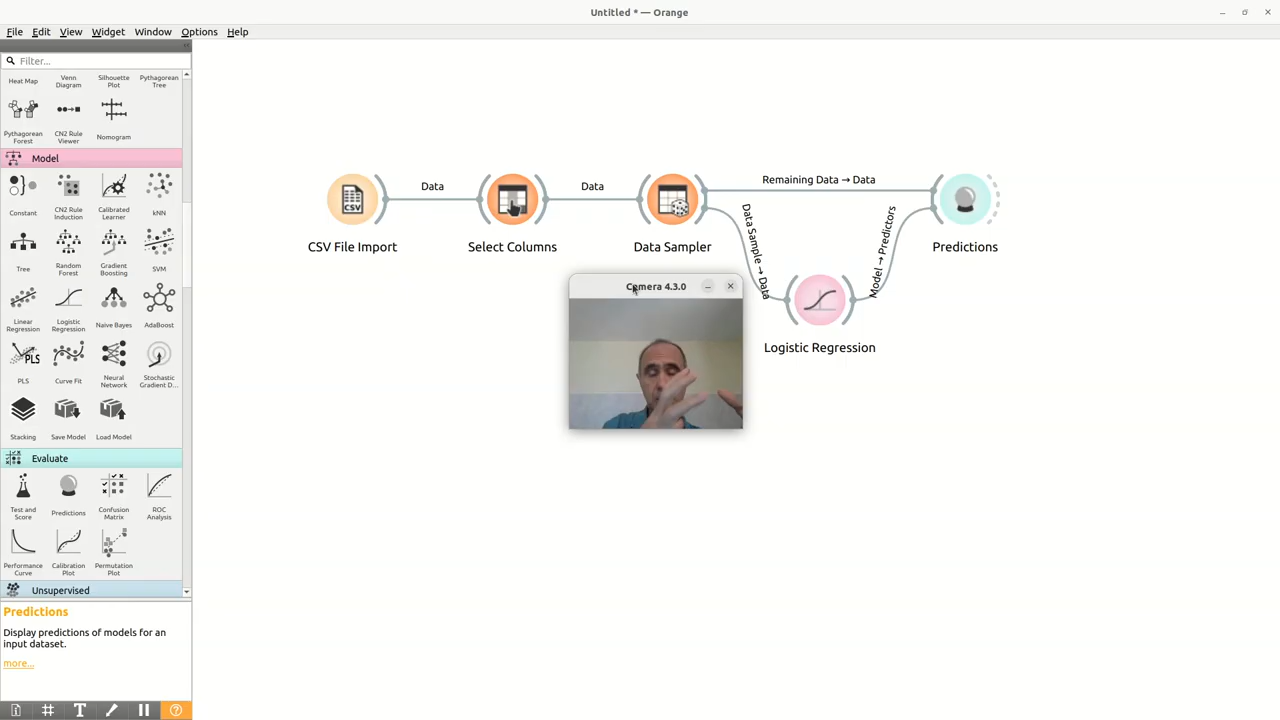 Untitled * — Orange
File Edit View Widget Window Options Help
Filter...
Heat Map
Venn Diagram
Silhouette Plot
Pythagorean Tree
Pythagorean Forest
CN2 Rule Viewer
Nomogram
Model
Constant
CN2 Rule Induction
Calibrated Learner
kNN
Tree
Random Forest
Gradient Boosting
SVM
Linear Regression
Logistic Regression
Naive Bayes
AdaBoost
PLS
PLS
Curve Fit
Neural Network
Stochastic Gradient D...
Stacking
Save Model
Load Model
Evaluate
Test and Score
Predictions
Confusion Matrix
ROC Analysis
Performance Curve
Calibration Plot
Permutation Plot
Unsupervised
Predictions
Display predictions of models for an
input dataset.
more...
CSV
CSV File Import
Data
Select Columns
Data
Data Sampler
Remaining Data → Data
Data Sample → Data
Model → Predictors
Predictions
Logistic Regression
Camera 4.3.0